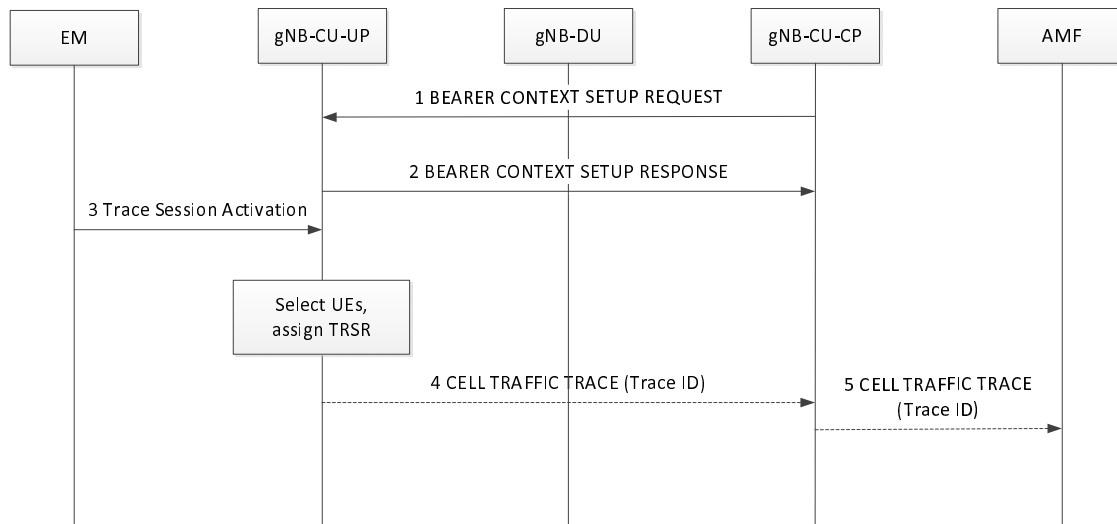 EM
gNB-CU-UP
gNB-DU
gNB-CU-CP
AMF
1 BEARER CONTEXT SETUP REQUEST
2 BEARER CONTEXT SETUP RESPONSE
3 Trace Session Activation
Select UEs,
assign TRSR
4 CELL TRAFFIC TRACE (Trace ID)
5 CELL TRAFFIC TRACE
(Trace ID)